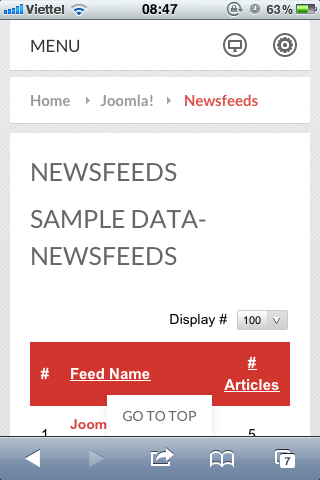 Viettel 08:47 63%
MENU
Home Joomla! Newsfeeds
NEWSFEEDS
SAMPLE DATA-
NEWSFEEDS
Display # 100
# Feed Name # Articles
1 Joom 5
GO TO TOP
7